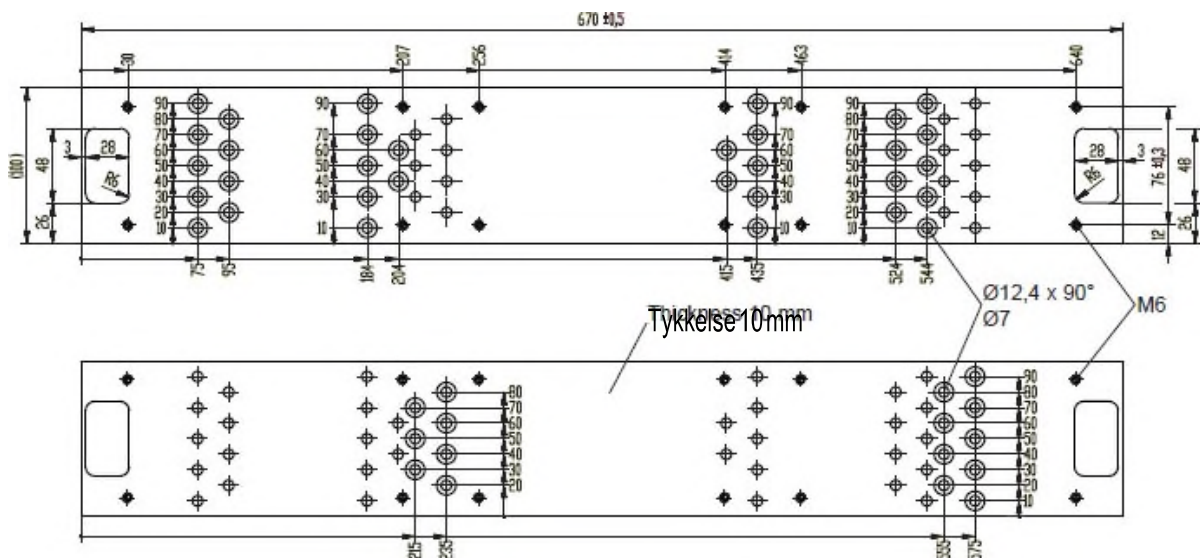 670 ±0,5
30 207 256 414 463 640
90 80 70 60 50 40 30 20 10
90 70 60 50 40 30 10
90 70 60 50 40 30 10
90 80 70 60 50 40 30 20 10
(100) 3 28 48 26 R6
28 3 76 ±0,3 48 R6 12 26
75 95 184 204 415 435 524 544
Ø12,4 x 90°
Ø7
M6
Thickness 10 mm
Tykkelse 10 mm
80 70 60 50 40 30 20
90 80 70 60 50 40 30 20 10
215 235 555 575